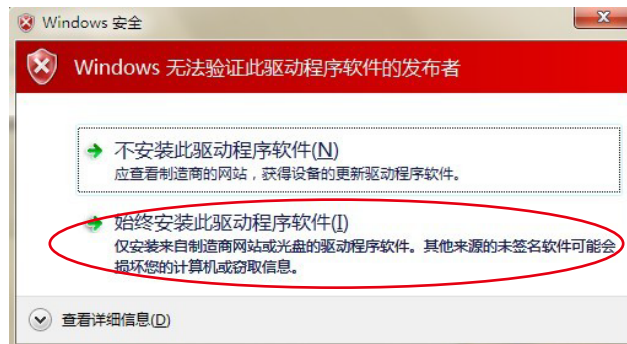 Windows 安全
Windows 无法验证此驱动程序软件的发布者
不安装此驱动程序软件(N)
应查看制造商的网站，获得设备的更新驱动程序软件。
始终安装此驱动程序软件(I)
仅安装来自制造商网站或光盘的驱动程序软件。其他来源的未签名软件可能会
损坏您的计算机或窃取信息。
查看详细信息(D)